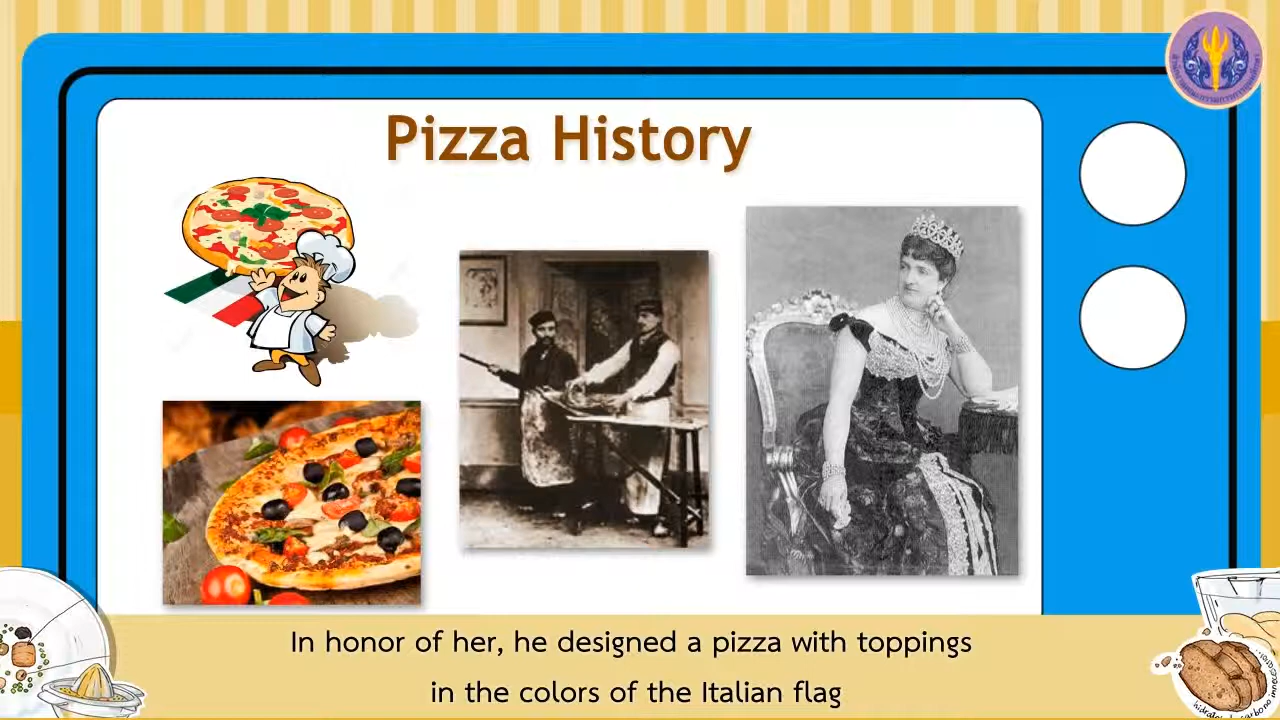 Pizza History
In honor of her, he designed a pizza with toppings
in the colors of the Italian flag